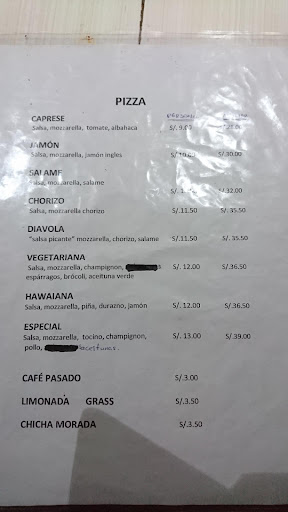 PIZZA
CAPRESE
Salsa, mozzarella, tomate, albahaca S/. 9.00
JAMÓN
Salsa, mozzarella, jamón ingles S/. S/.30.00
SALAME
Salsa, mozzarella, salame S/. S/.32.00
CHORIZO
Salsa, mozzarella chorizo S/.11.50 S/. 35.50
DIAVOLA
"salsa picante" mozzarella, chorizo, salame S/.11.50 S/. 35.50
VEGETARIANA
Salsa, mozzarella, champignon, S/. 12.00 S/.36.50
espárragos, brócoli, aceituna verde
HAWAIANA
Salsa, mozzarella, piña, durazno, jamón S/. 12.00 S/.36.50
ESPECIAL
Salsa, mozzarella, tocino, champignon, S/. 13.00 S/.39.00
pollo,
CAFÉ PASADO S/.3.00
LIMONADA GRASS S/.3.50
CHICHA MORADA S/.3.50